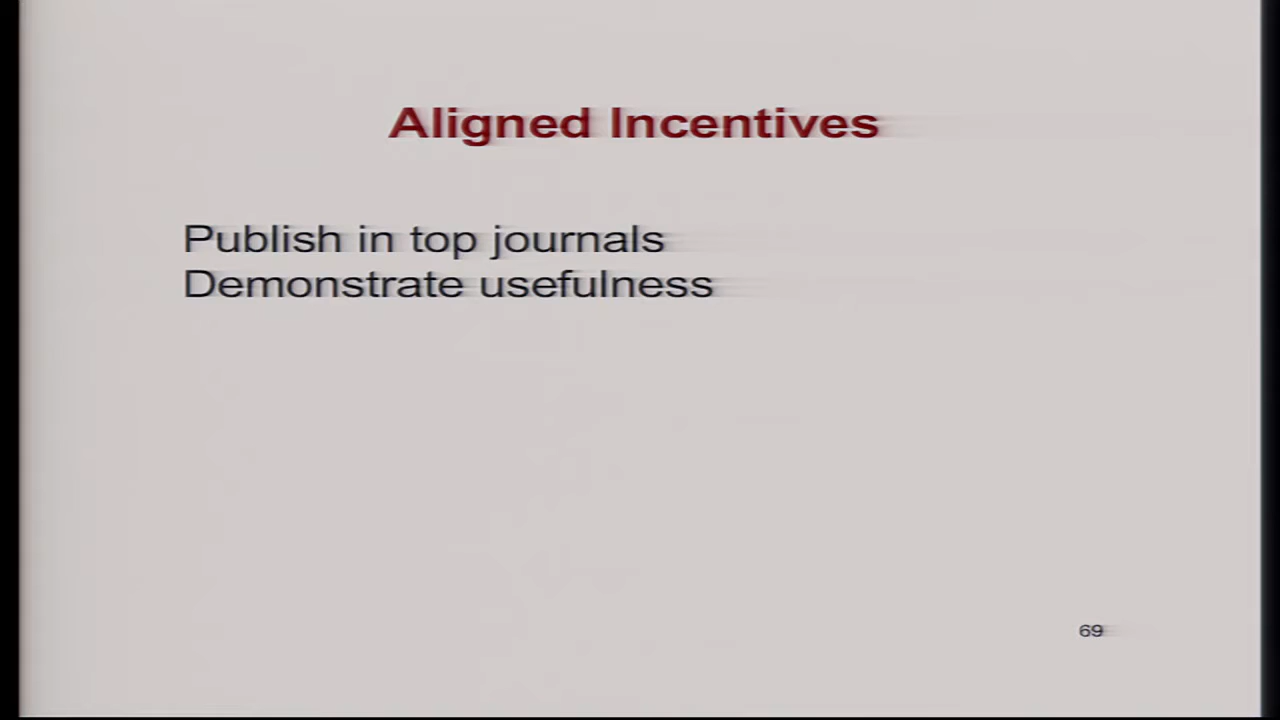 Aligned Incentives
Publish in top journals
Demonstrate usefulness
69